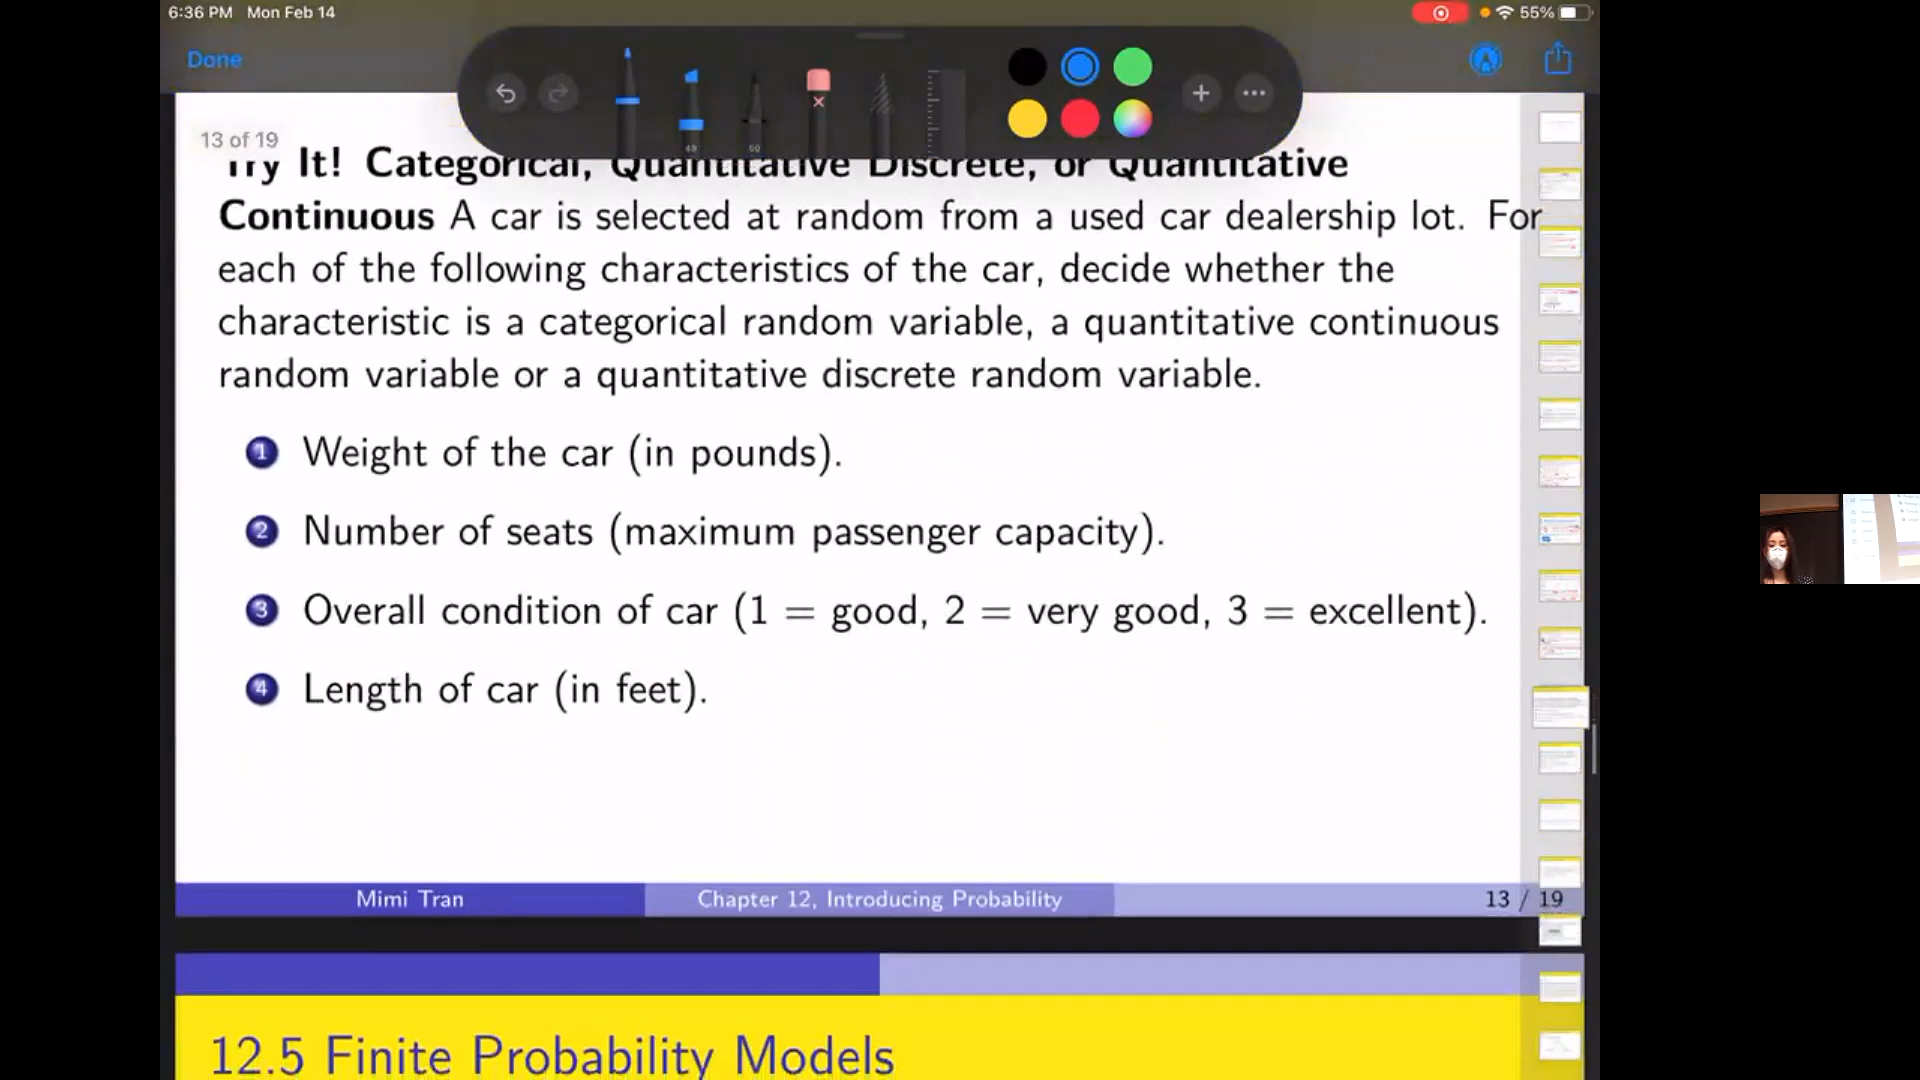 6:36 PM Mon Feb 14
55%
Done
49
50
13 of 19
Try It! Categorical, Quantitative Discrete, or Quantitative
Continuous A car is selected at random from a used car dealership lot. For
each of the following characteristics of the car, decide whether the
characteristic is a categorical random variable, a quantitative continuous
random variable or a quantitative discrete random variable.
1 Weight of the car (in pounds).
2 Number of seats (maximum passenger capacity).
3 Overall condition of car (1 = good, 2 = very good, 3 = excellent).
4 Length of car (in feet).
Mimi Tran
Chapter 12, Introducing Probability
13 / 19
12.5 Finite Probability Models